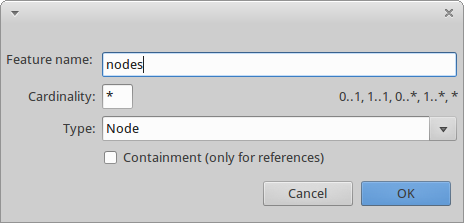 Feature name: nodes
Cardinality: * 0..1, 1..1, 0..*, 1..*, *
Type: Node
Containment (only for references)
Cancel OK